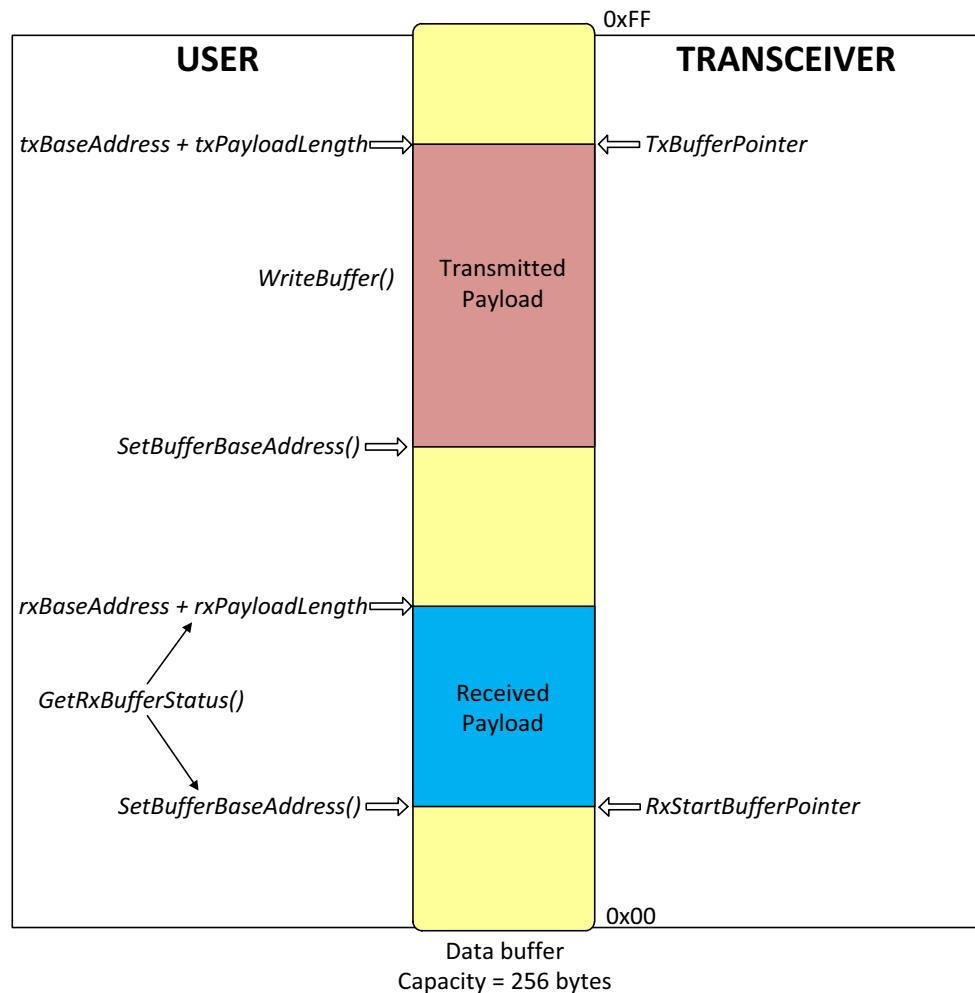 0xFF
USER
TRANSCEIVER
txBaseAddress + txPayloadLength
TxBufferPointer
WriteBuffer()
Transmitted
Payload
SetBufferBaseAddress()
rxBaseAddress + rxPayloadLength
GetRxBufferStatus()
Received
Payload
SetBufferBaseAddress()
RxStartBufferPointer
0x00
Data buffer
Capacity = 256 bytes